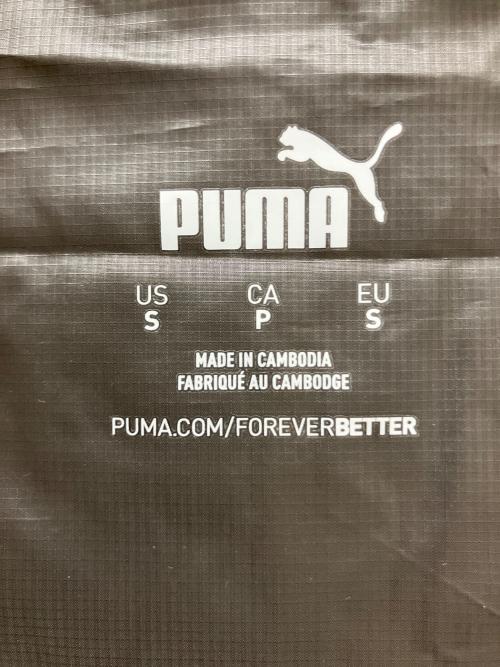 PUMA
US CA EU
S P S
MADE IN CAMBODIA
FABRIQUÉ AU CAMBODGE
PUMA.COM/FOREVERBETTER